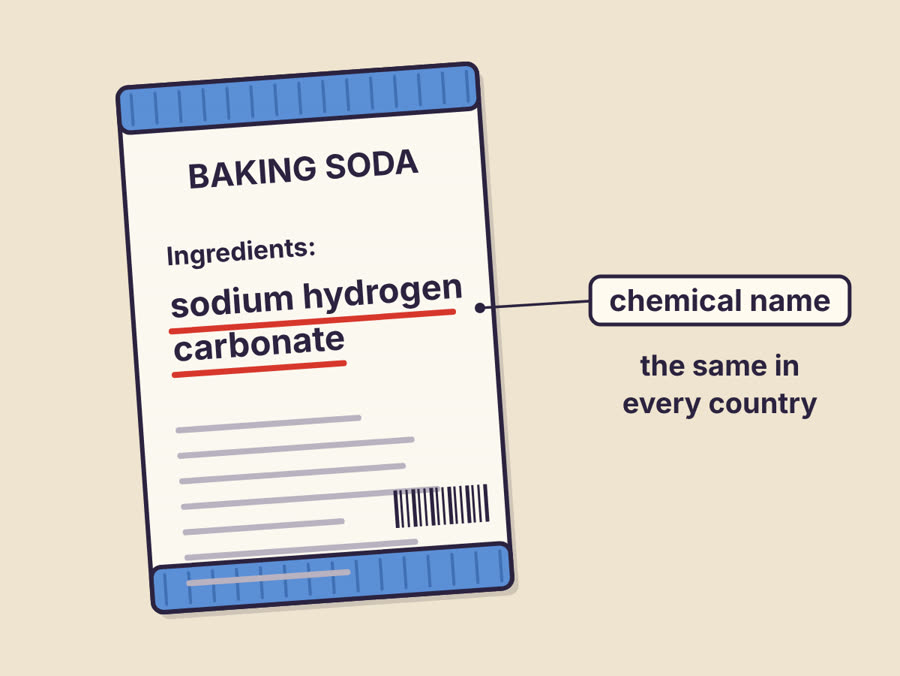 BAKING SODA
Ingredients:
sodium hydrogen
carbonate
chemical name
the same in
every country